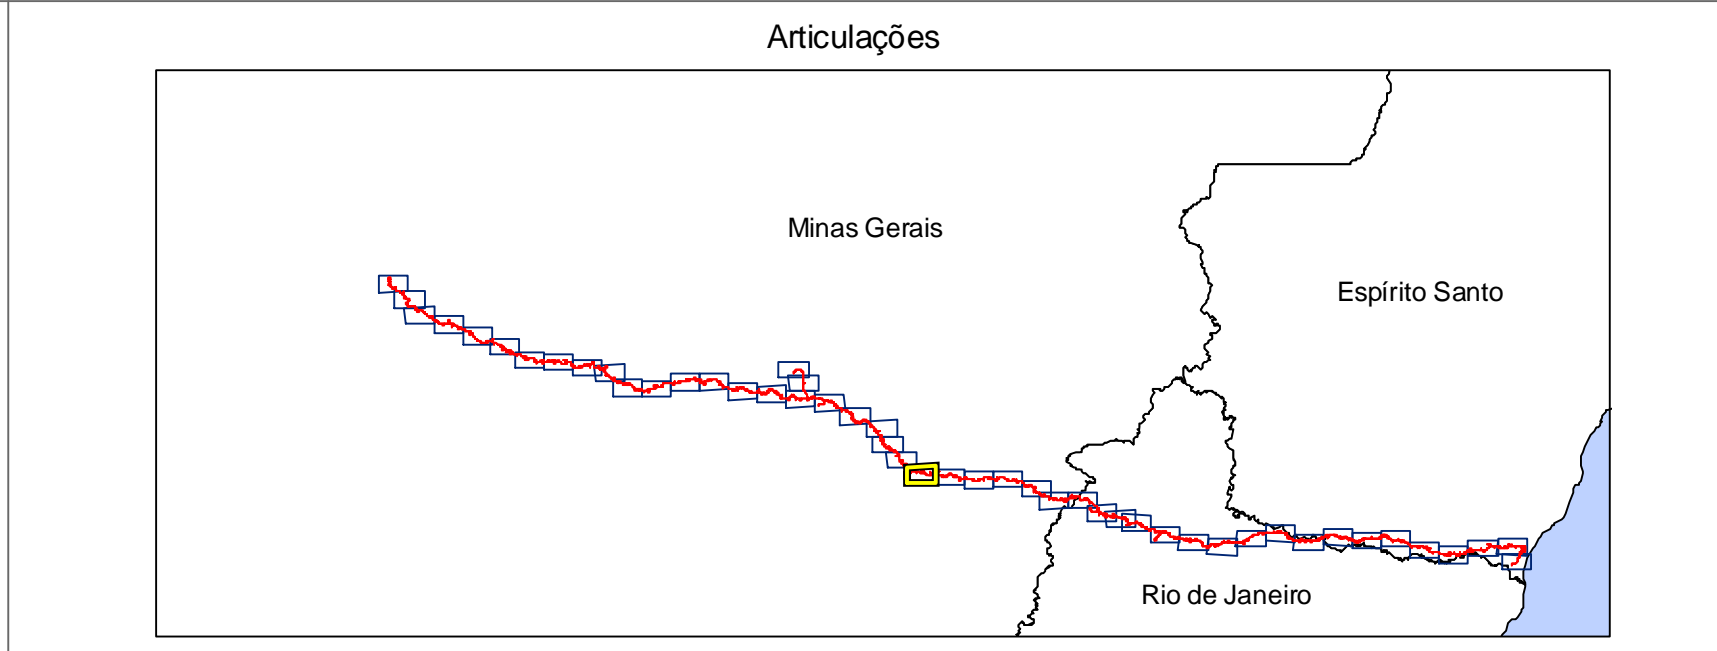 Articulações
Minas Gerais
Espírito Santo
Rio de Janeiro